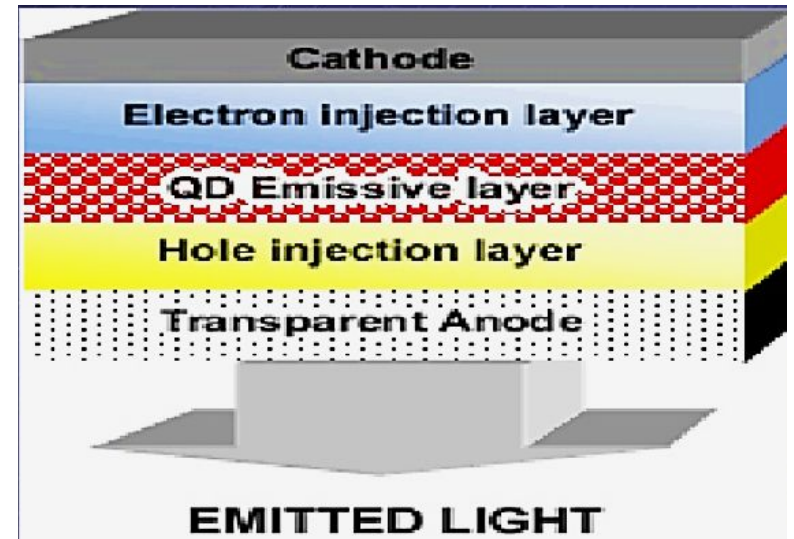 Cathode
Electron injection layer
QD Emissive layer
Hole injection layer
Transparent Anode
EMITTED LIGHT